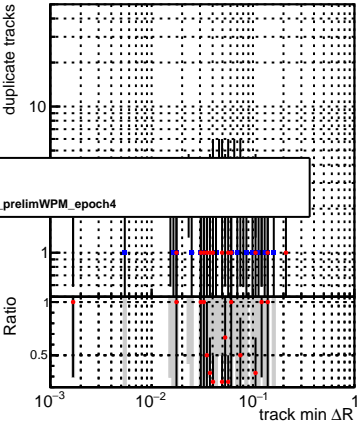 duplicate tracks
10
_prelimWPM_epoch4
1
Ratio
1
0.5
10⁻³ 10⁻² 10⁻¹ 1
track min ΔR